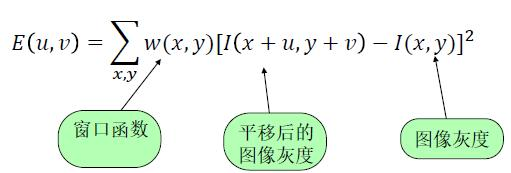 E(u,v) = ∑ w(x,y)[I(x+u,y+v) − I(x,y)]²
x,y
窗口函数
平移后的
图像灰度
图像灰度